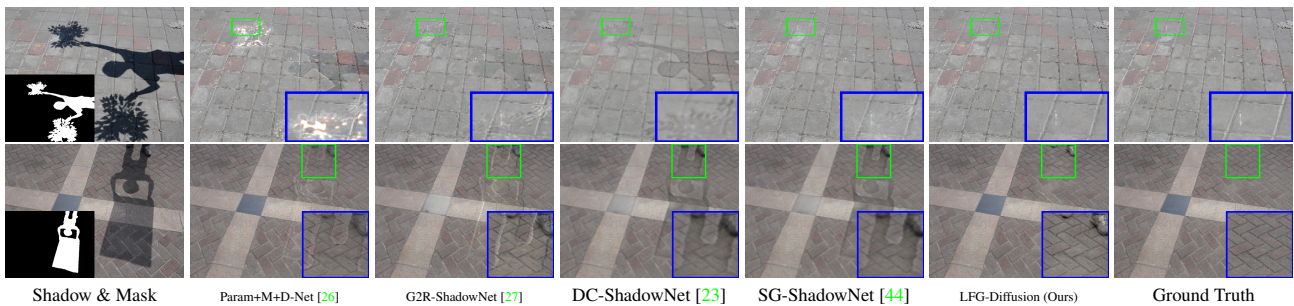 Shadow & Mask Param+M+D-Net [26] G2R-ShadowNet [27] DC-ShadowNet [23] SG-ShadowNet [44] LFG-Diffusion (Ours) Ground Truth